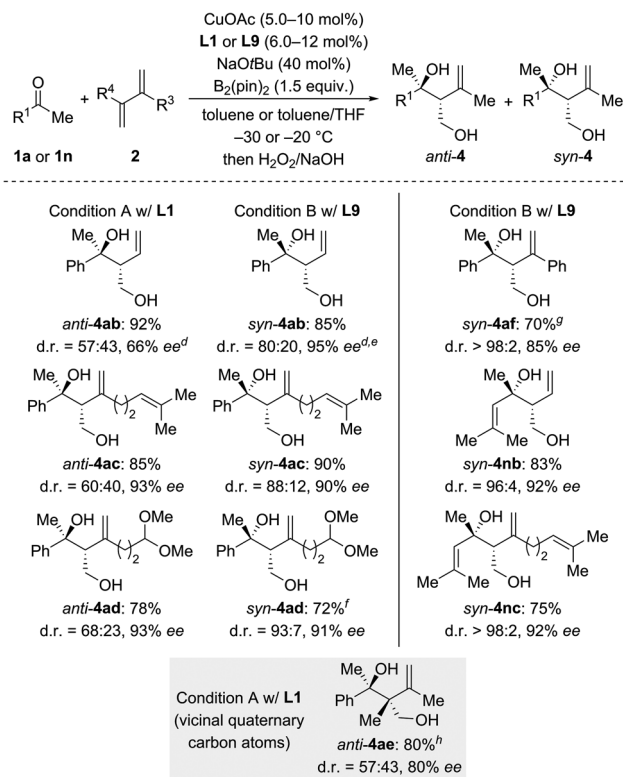 CuOAc (5.0–10 mol%)
L1 or L9 (6.0–12 mol%)
NaOtBu (40 mol%)
B2(pin)2 (1.5 equiv.)
toluene or toluene/THF
–30 or –20 °C
then H2O2/NaOH
O
R1 Me
+
R4
R3
Me OH
R1
Me
OH
+
Me OH
R1
Me
OH
1a or 1n
2
anti-4
syn-4
Condition A w/ L1
Condition B w/ L9
Condition B w/ L9
Me OH
Ph
OH
Me OH
Ph
OH
Me OH
Ph
Ph
OH
anti-4ab: 92%
d.r. = 57:43, 66% eed
syn-4ab: 85%
d.r. = 80:20, 95% eed,e
syn-4af: 70%g
d.r. > 98:2, 85% ee
Me OH
Ph
( )2
Me
Me
OH
Me OH
Ph
( )2
Me
Me
OH
Me OH
Me Me
OH
anti-4ac: 85%
d.r. = 60:40, 93% ee
syn-4ac: 90%
d.r. = 88:12, 90% ee
syn-4nb: 83%
d.r. = 96:4, 92% ee
Me OH
OMe
Ph
( )2
OMe
OH
Me OH
OMe
Ph
( )2
OMe
OH
Me OH
( )2
Me
Me
Me Me
OH
anti-4ad: 78%
d.r. = 68:23, 93% ee
syn-4ad: 72%f
d.r. = 93:7, 91% ee
syn-4nc: 75%
d.r. > 98:2, 92% ee
Condition A w/ L1
(vicinal quaternary
carbon atoms)
Me OH
Ph
Me
Me
OH
anti-4ae: 80%h
d.r. = 57:43, 80% ee